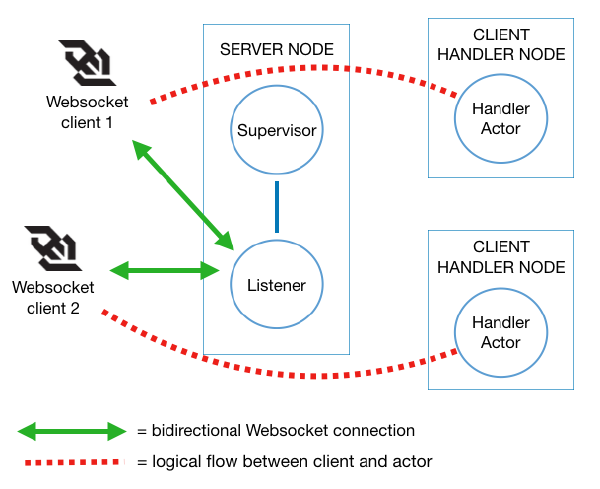 SERVER NODE
CLIENT
HANDLER NODE
Websocket
client 1
Supervisor
Handler
Actor
Websocket
client 2
Listener
CLIENT
HANDLER NODE
Handler
Actor
= bidirectional Websocket connection
= logical flow between client and actor